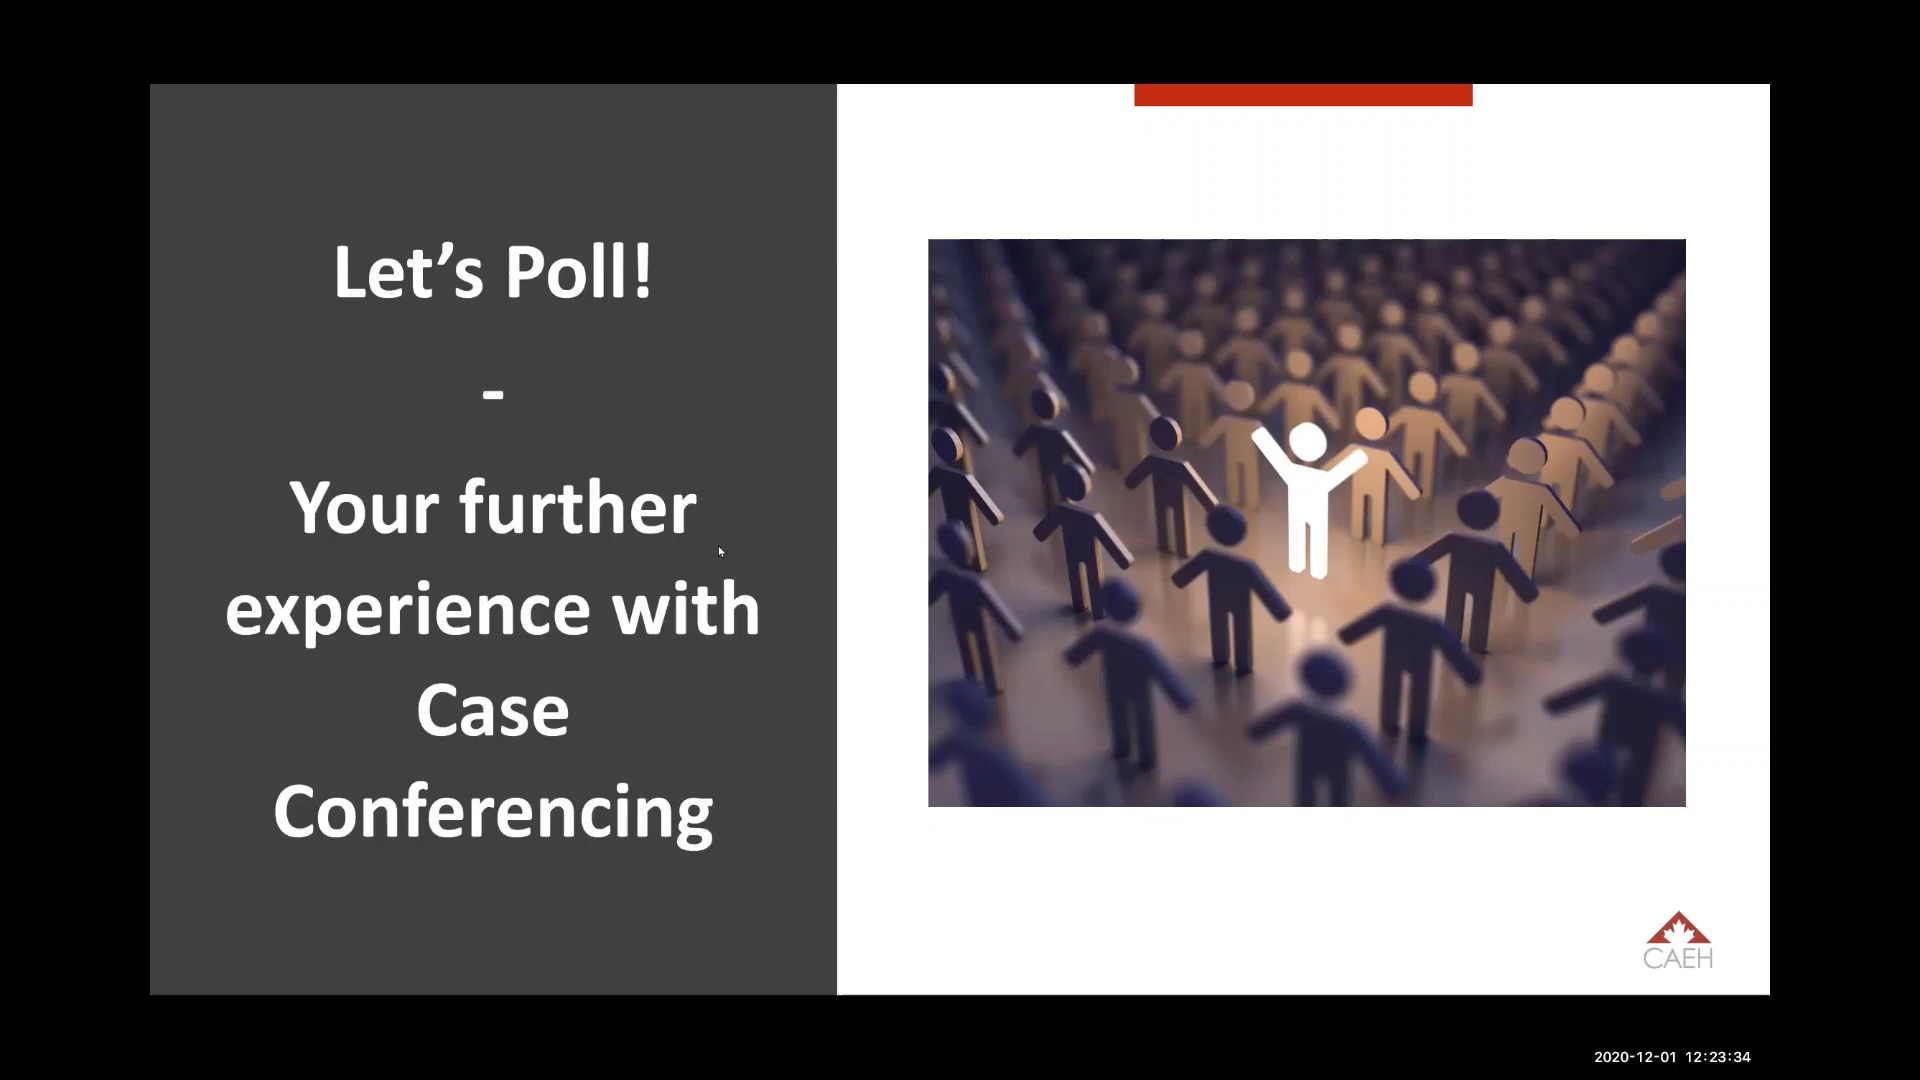 Let’s Poll!
-
Your further
experience with
Case
Conferencing
CAEH
2020-12-01 12:23:34